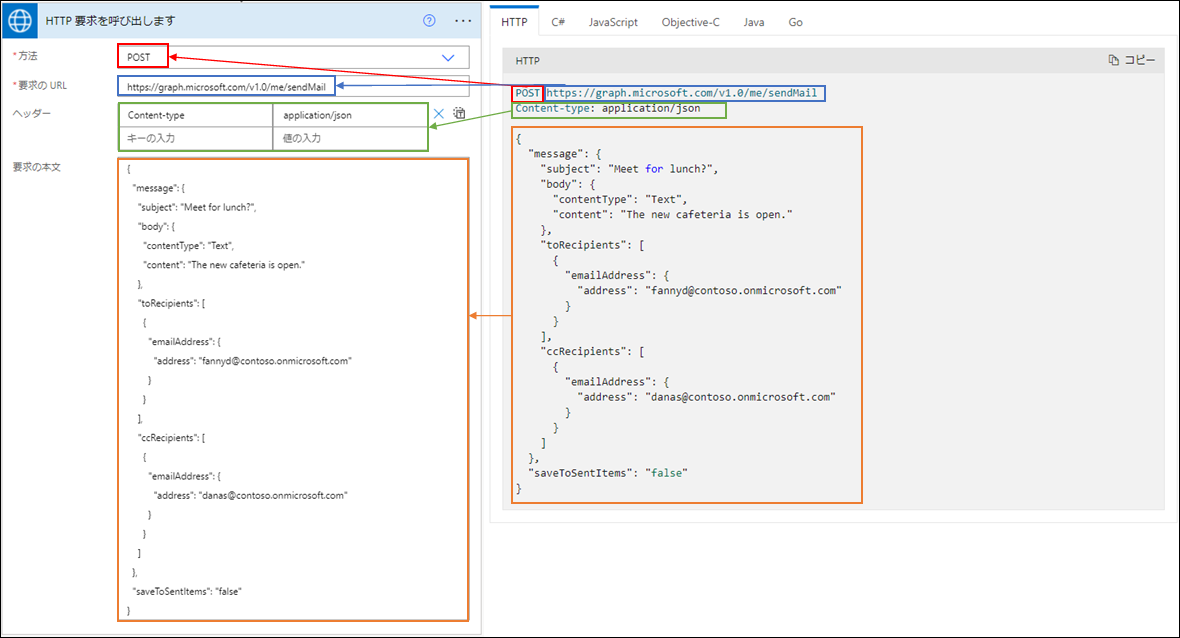 HTTP 要求を呼び出します
? ···
*方法
POST
*要求の URL
https://graph.microsoft.com/v1.0/me/sendMail
ヘッダー
Content-type application/json
キーの入力 値の入力
要求の本文
{
"message": {
"subject": "Meet for lunch?",
"body": {
"contentType": "Text",
"content": "The new cafeteria is open."
},
"toRecipients": [
{
"emailAddress": {
"address": "fannyd@contoso.onmicrosoft.com"
}
}
],
"ccRecipients": [
{
"emailAddress": {
"address": "danas@contoso.onmicrosoft.com"
}
}
]
},
"saveToSentItems": "false"
}
HTTP C# JavaScript Objective-C Java Go
HTTP コピー
POST https://graph.microsoft.com/v1.0/me/sendMail
Content-type: application/json
{
"message": {
"subject": "Meet for lunch?",
"body": {
"contentType": "Text",
"content": "The new cafeteria is open."
},
"toRecipients": [
{
"emailAddress": {
"address": "fannyd@contoso.onmicrosoft.com"
}
}
],
"ccRecipients": [
{
"emailAddress": {
"address": "danas@contoso.onmicrosoft.com"
}
}
]
},
"saveToSentItems": "false"
}